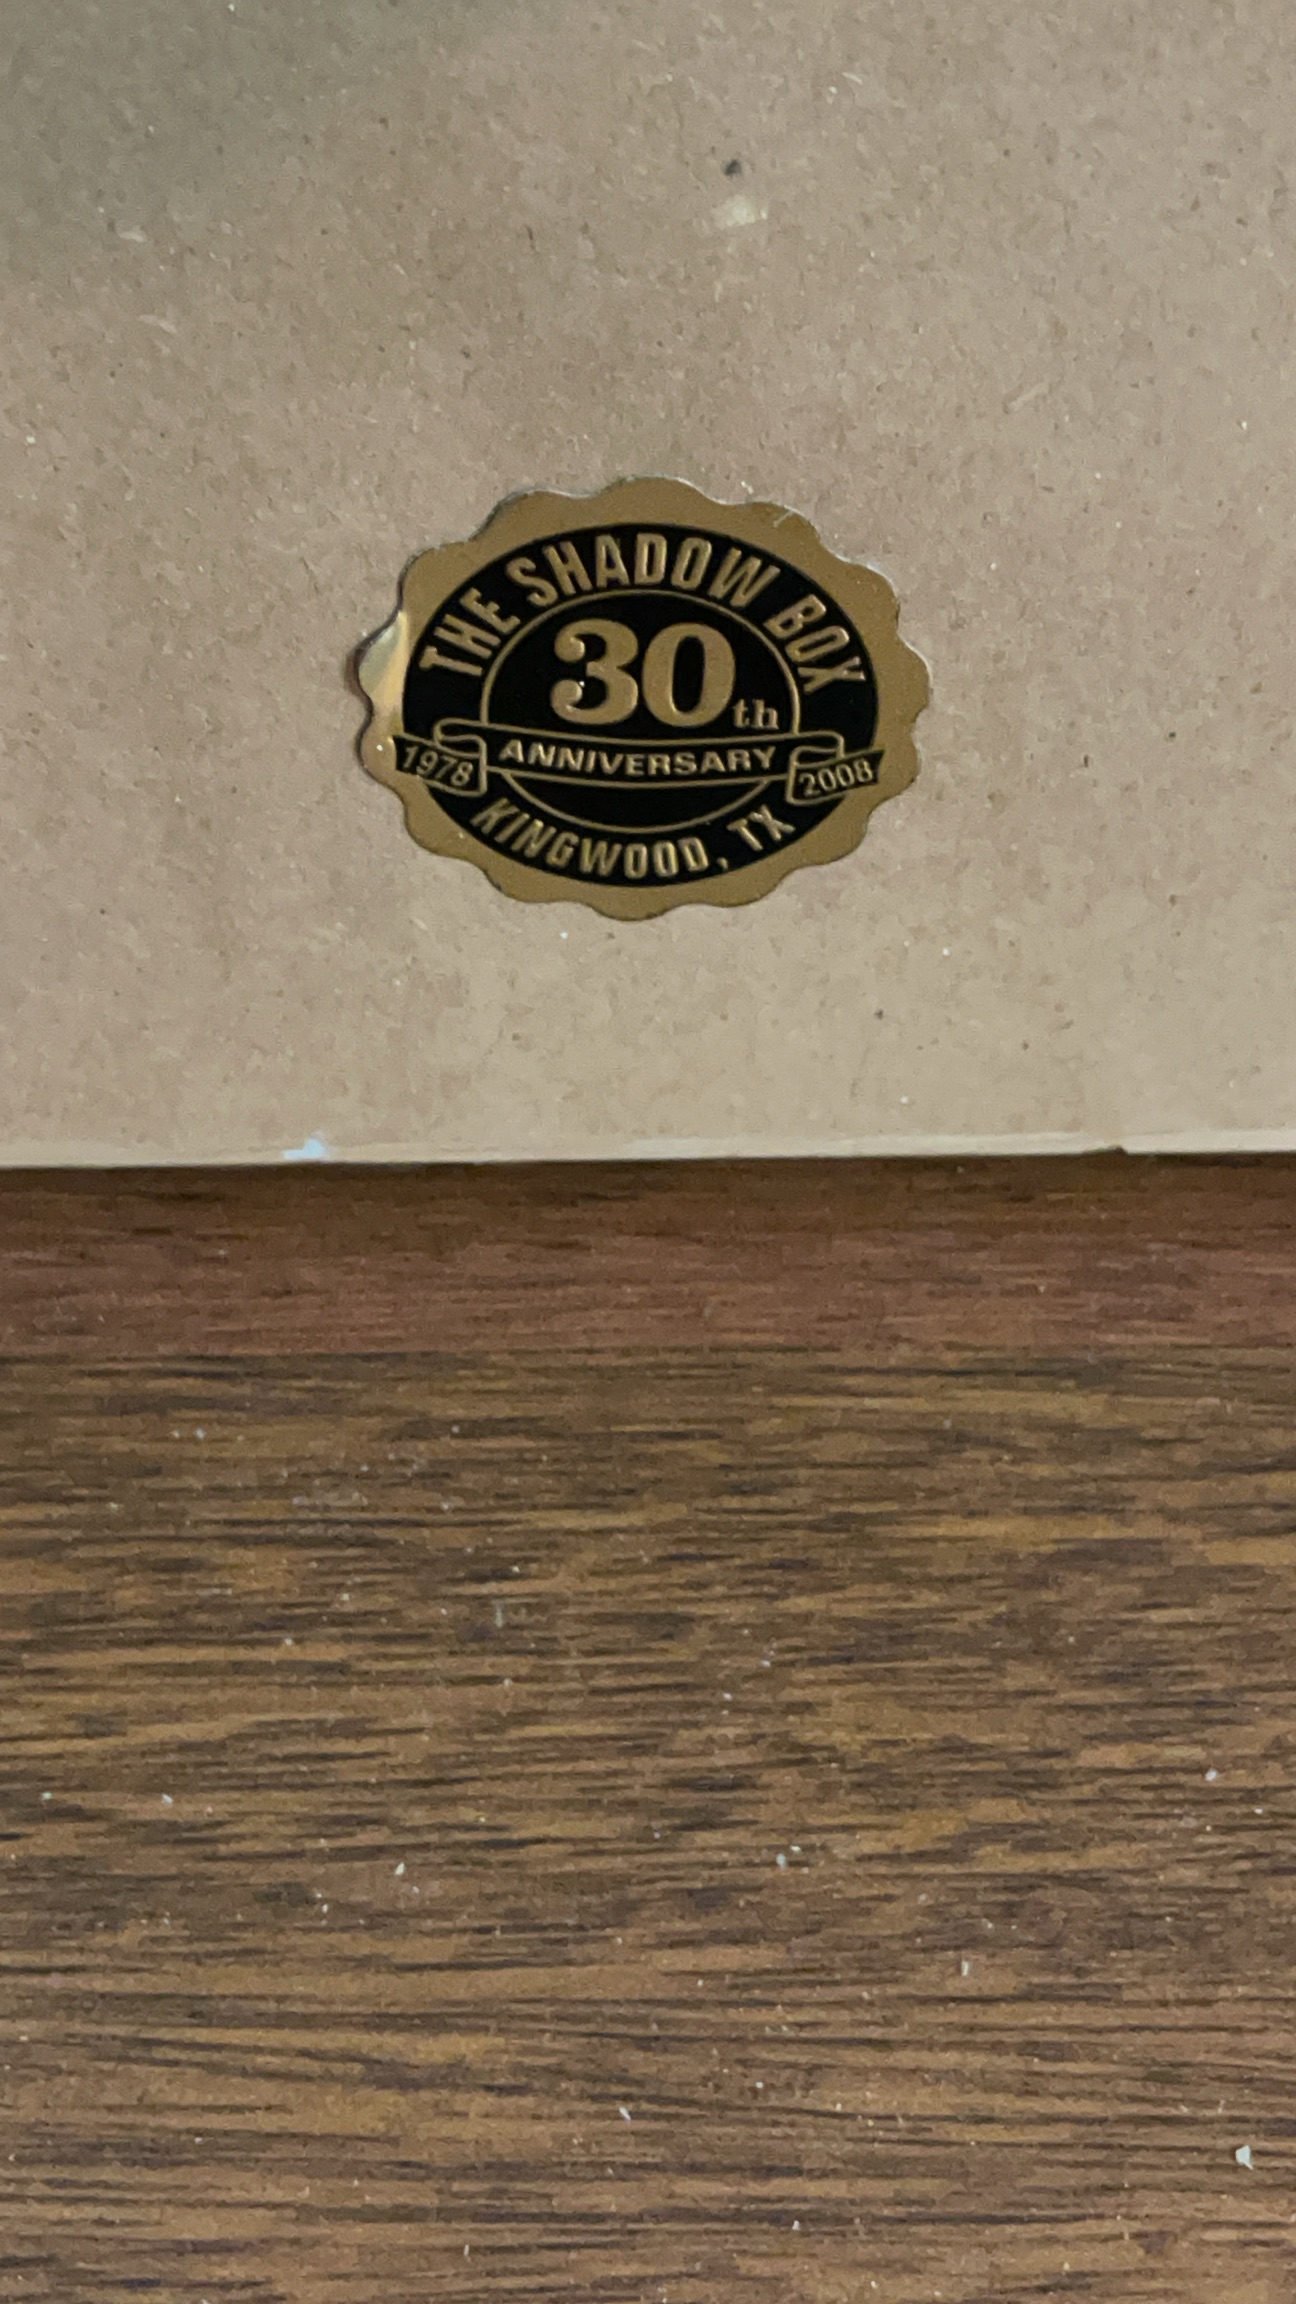 THE SHADOW BOX
30th
ANNIVERSARY
1978
2008
KINGWOOD, TX